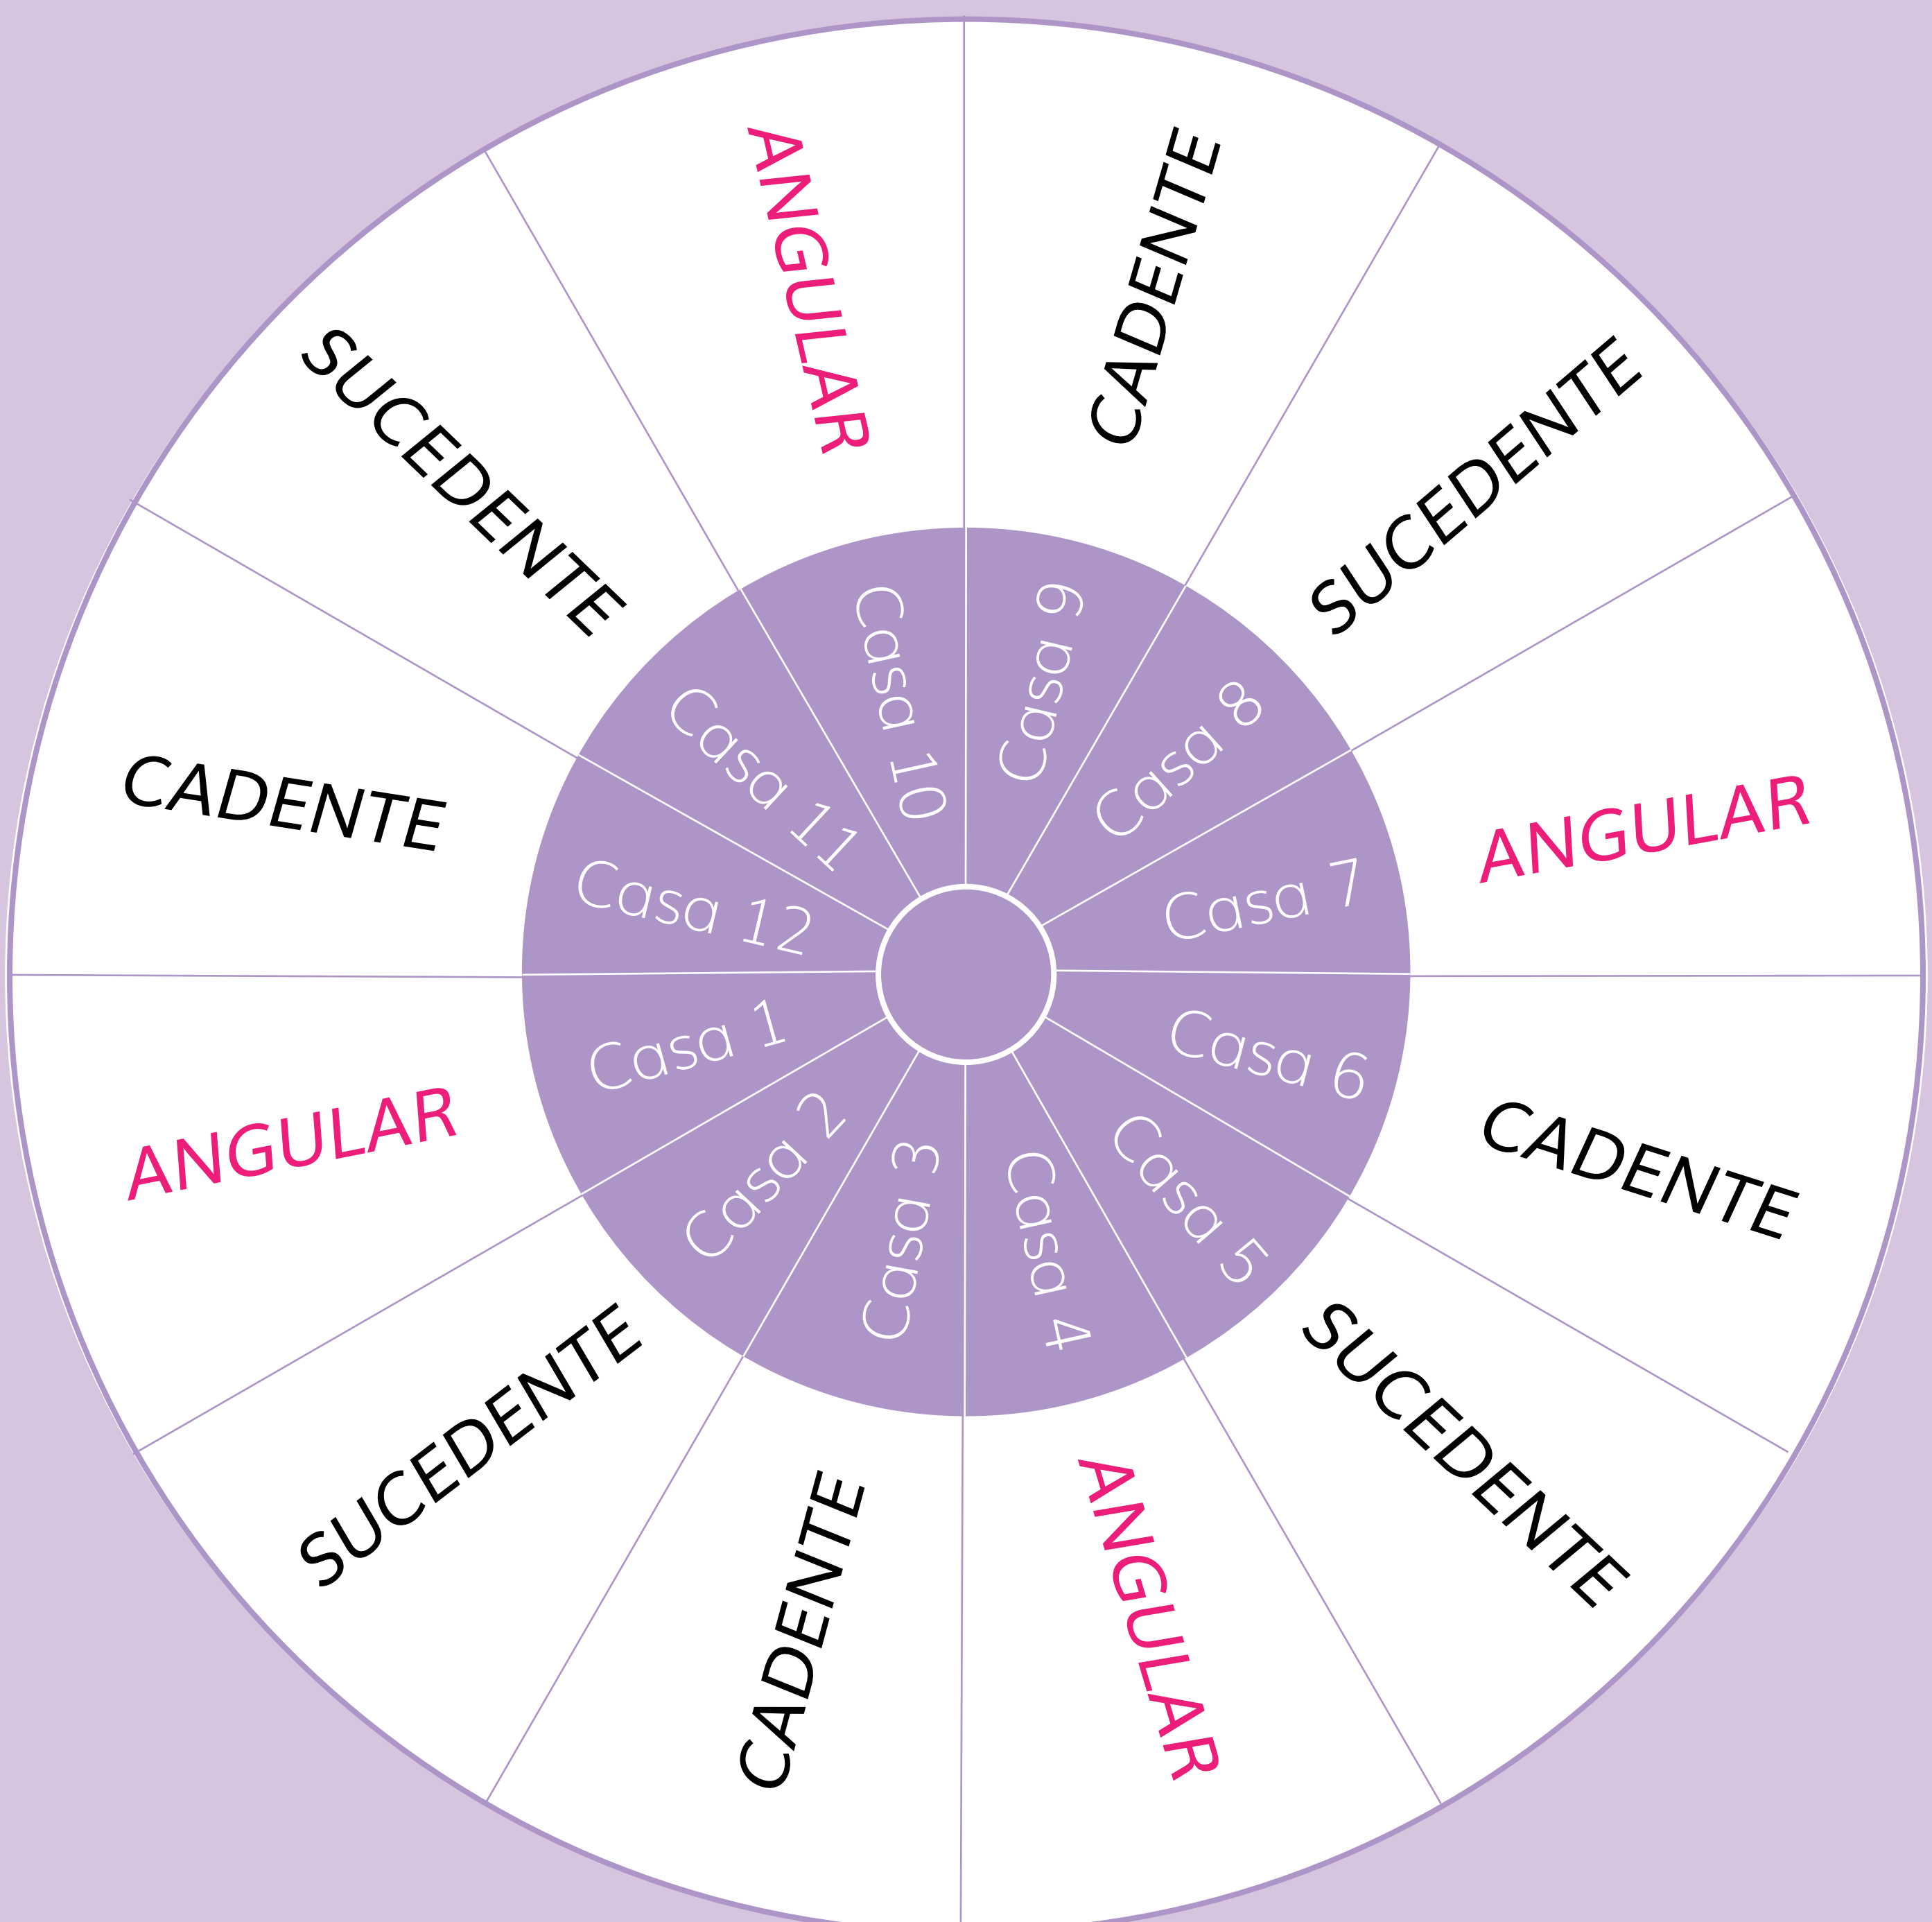 ANGULAR
CADENTE
SUCEDENTE
ANGULAR
CADENTE
SUCEDENTE
ANGULAR
CADENTE
SUCEDENTE
ANGULAR
CADENTE
SUCEDENTE
Casa 10
Casa 9
Casa 8
Casa 7
Casa 6
Casa 5
Casa 4
Casa 3
Casa 2
Casa 1
Casa 12
Casa 11